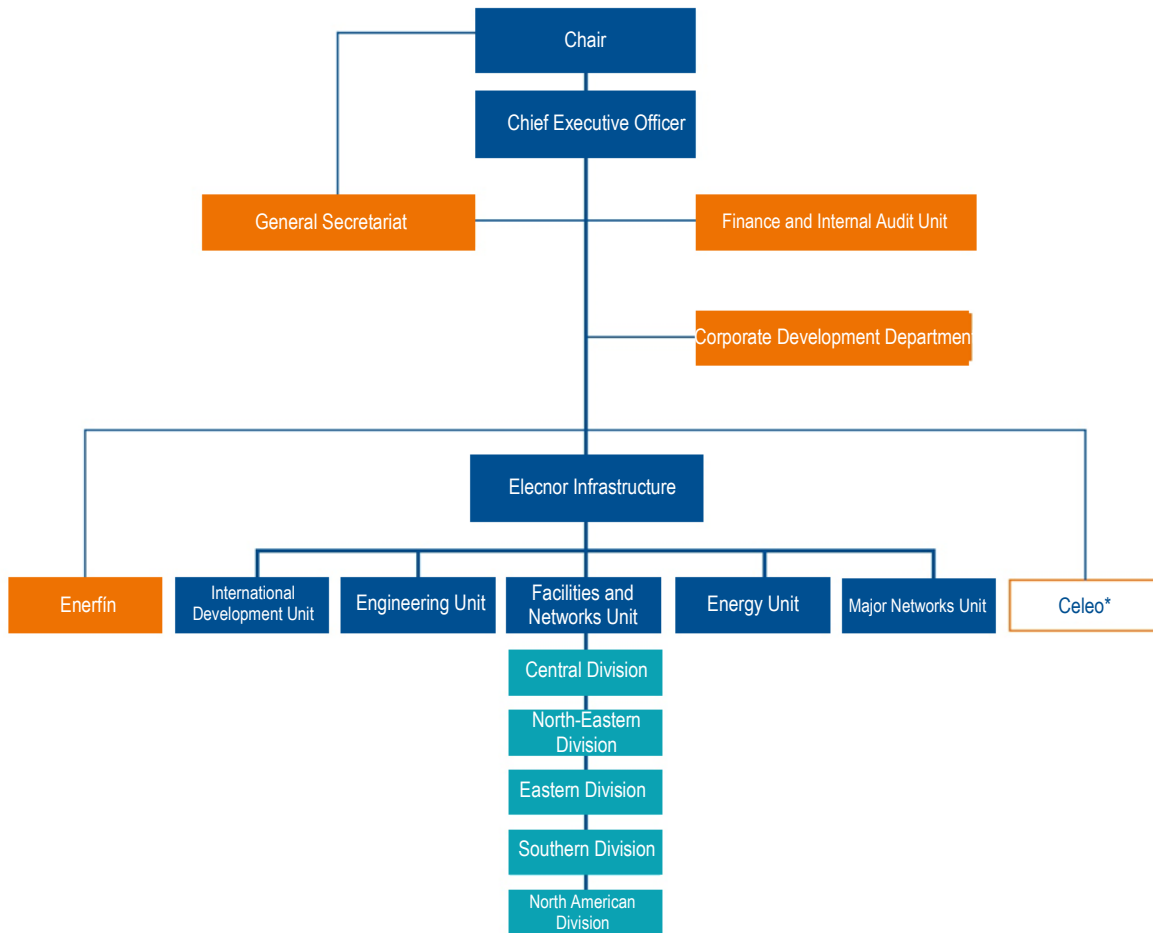 Chair
Chief Executive Officer
General Secretariat
Finance and Internal Audit Unit
Corporate Development Department
Elecnor Infrastructure
Enerfín
International
Development Unit
Engineering Unit
Facilities and
Networks Unit
Energy Unit
Major Networks Unit
Celeo*
Central Division
North-Eastern
Division
Eastern Division
Southern Division
North American
Division